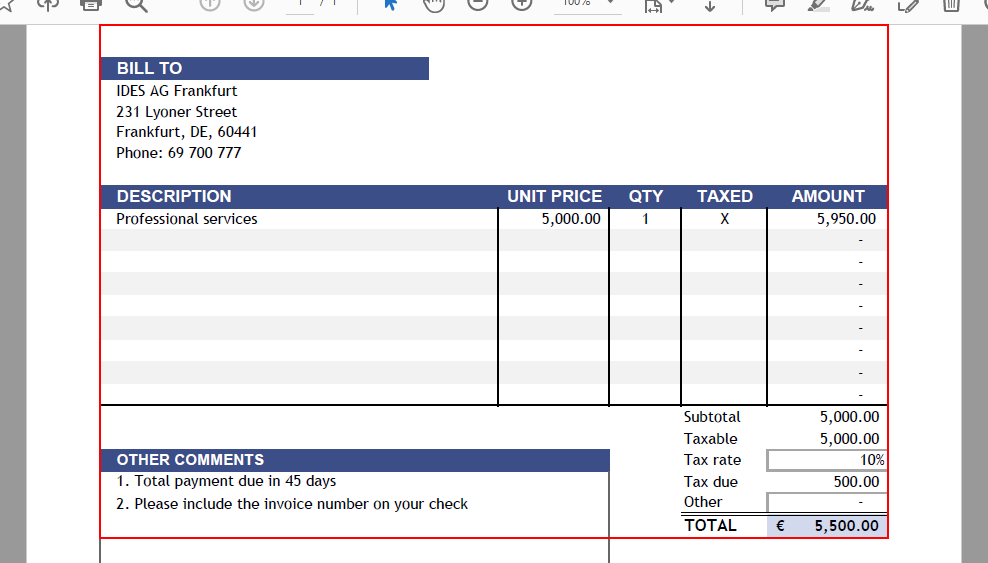 1 / 1
100%
BILL TO
IDES AG Frankfurt
231 Lyoner Street
Frankfurt, DE, 60441
Phone: 69 700 777
DESCRIPTION UNIT PRICE QTY TAXED AMOUNT
Professional services 5,000.00 1 X 5,950.00
-
-
-
-
-
-
-
-
Subtotal 5,000.00
Taxable 5,000.00
OTHER COMMENTS Tax rate 10%
1. Total payment due in 45 days Tax due 500.00
2. Please include the invoice number on your check Other -
TOTAL € 5,500.00